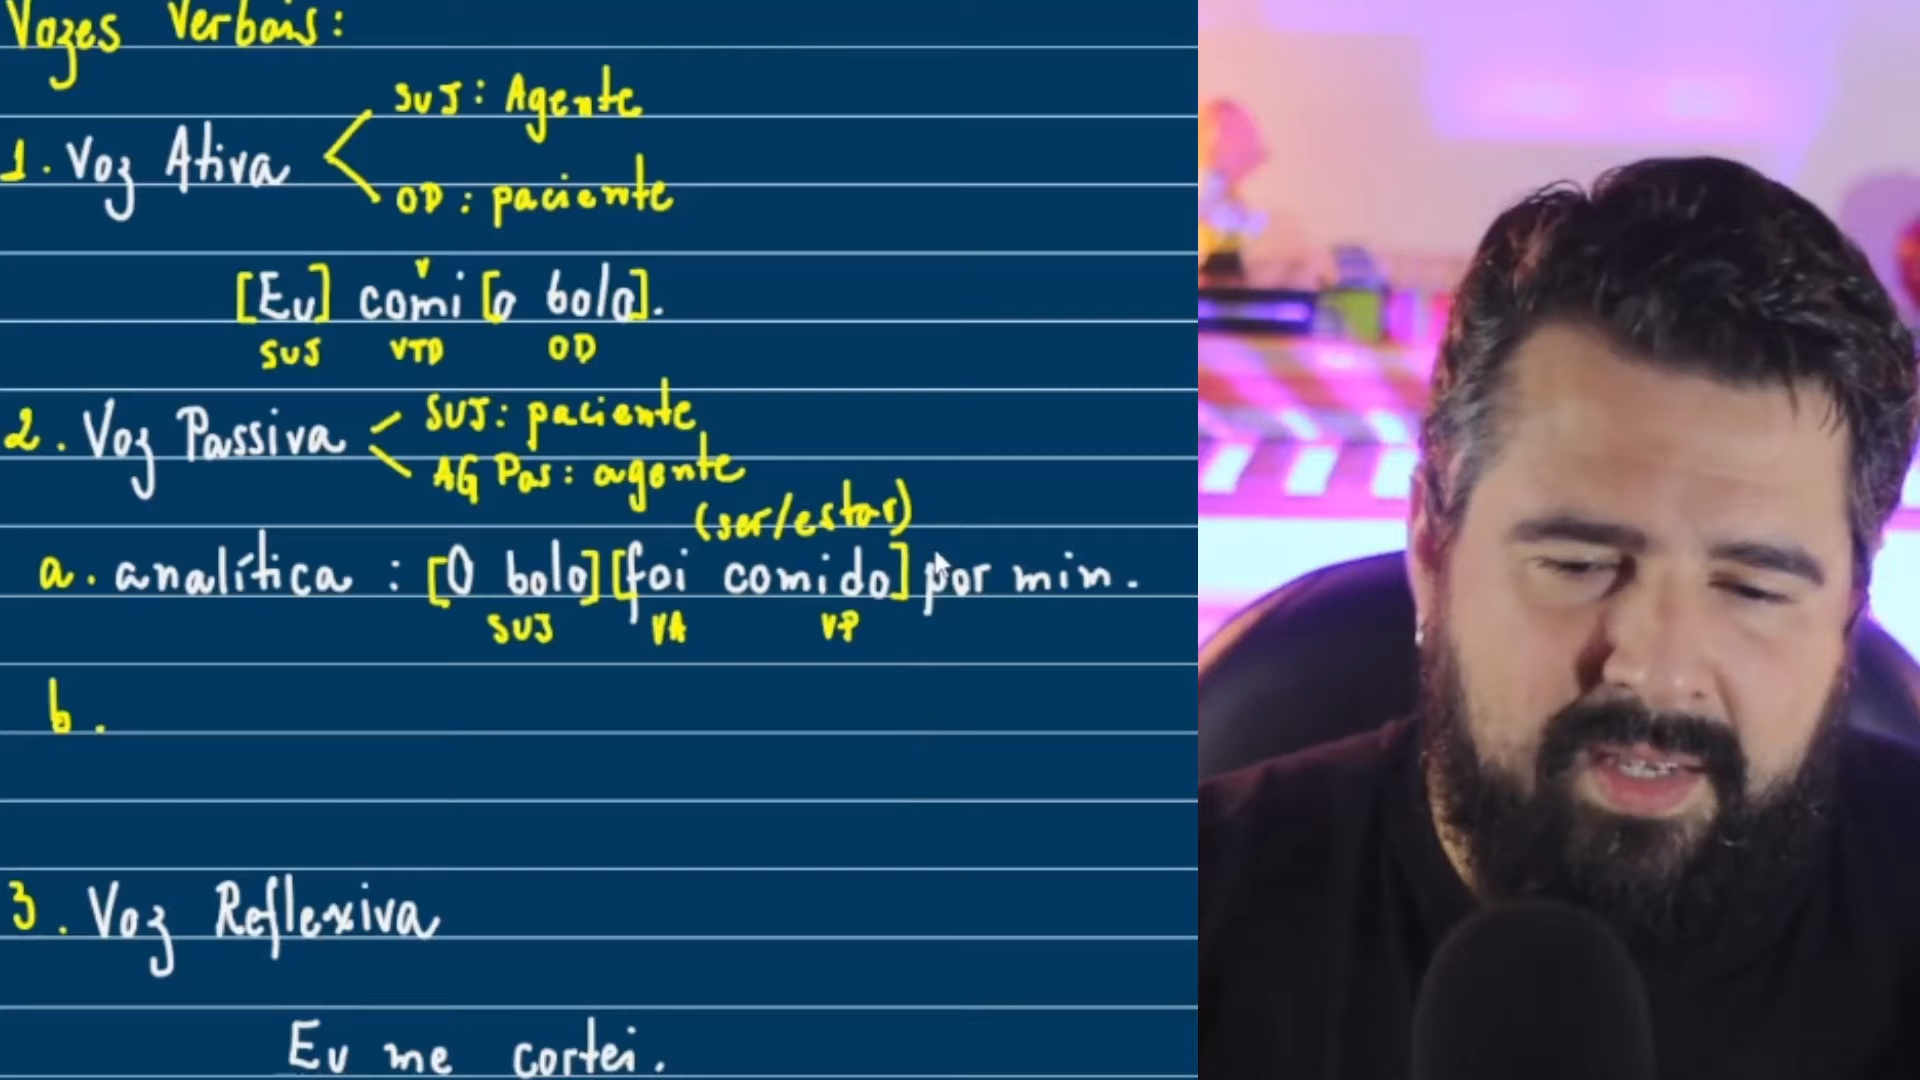 Vozes Verbais:
SUJ: Agente
1. Voz Ativa
OD: paciente
[Eu] comi [o bolo].
V
SUJ VTD OD
2. Voz Passiva
SUJ: paciente
AG Pas: agente
(ser/estar)
a. analítica: [O bolo] [foi comido] por mim.
SUJ VA VP
b.
3. Voz Reflexiva
Eu me cortei.